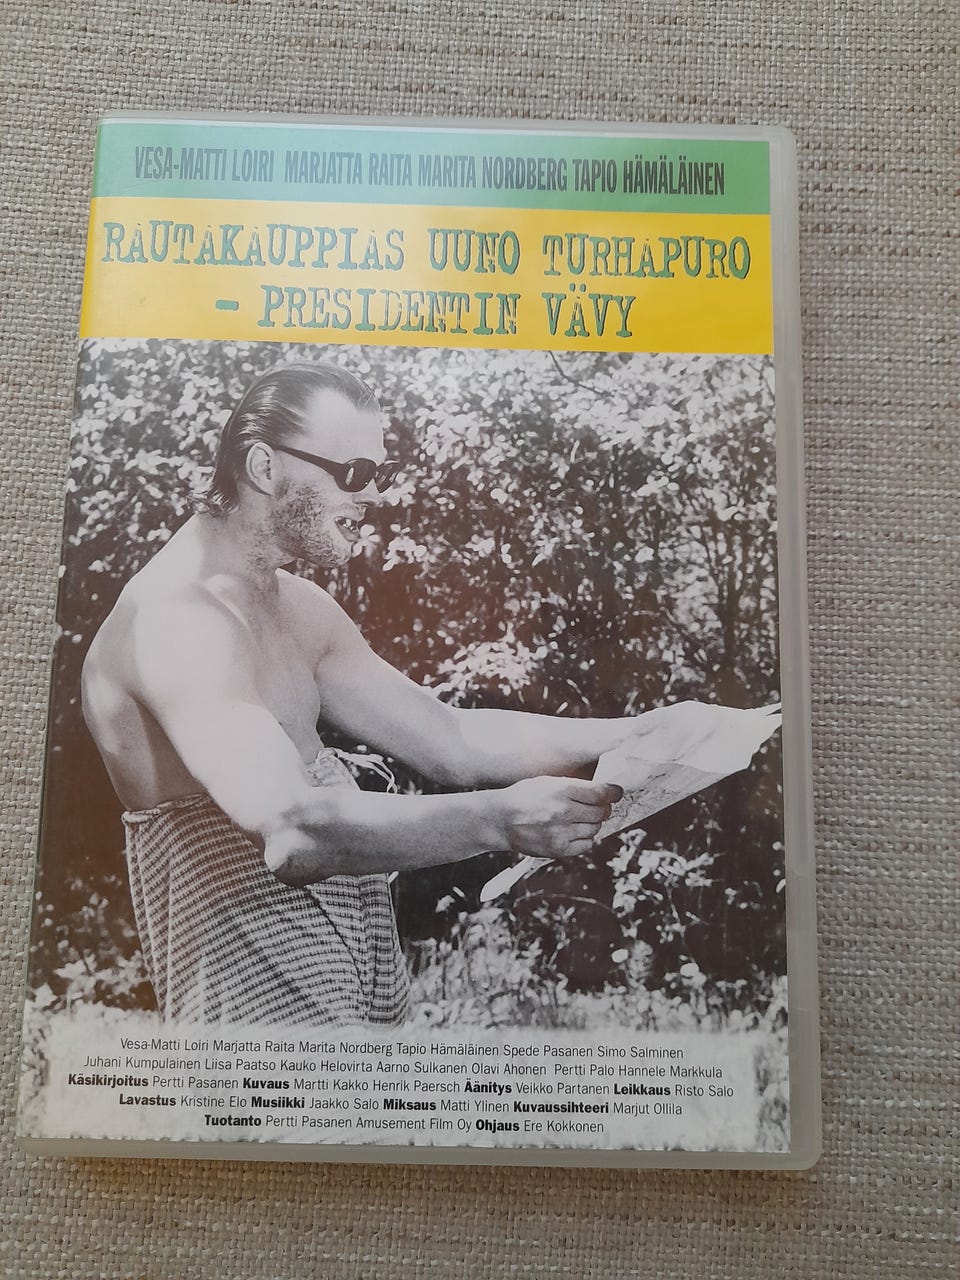 VESA-MATTI LOIRI MARJATTA RAITA MARITA NORDBERG TAPIO HÄMÄLÄINEN
RAUTAKAUPPIAS UUNO TURHAPURO
- PRESIDENTIN VÄVY
Vesa-Matti Loiri Marjatta Raita Marita Nordberg Tapio Hämäläinen Spede Pasanen Simo Salminen
Juhani Kumpulainen Liisa Paatso Kauko Helovirta Aarno Sulkanen Olavi Ahonen Pertti Palo Hannele Markkula
Käsikirjoitus Pertti Pasanen Kuvaus Martti Kakko Henrik Paersch Äänitys Veikko Partanen Leikkaus Risto Salo
Lavastus Kristine Elo Musiikki Jaakko Salo Miksaus Matti Ylinen Kuvaussihteeri Marjut Ollila
Tuotanto Pertti Pasanen Amusement Film Oy Ohjaus Ere Kokkonen